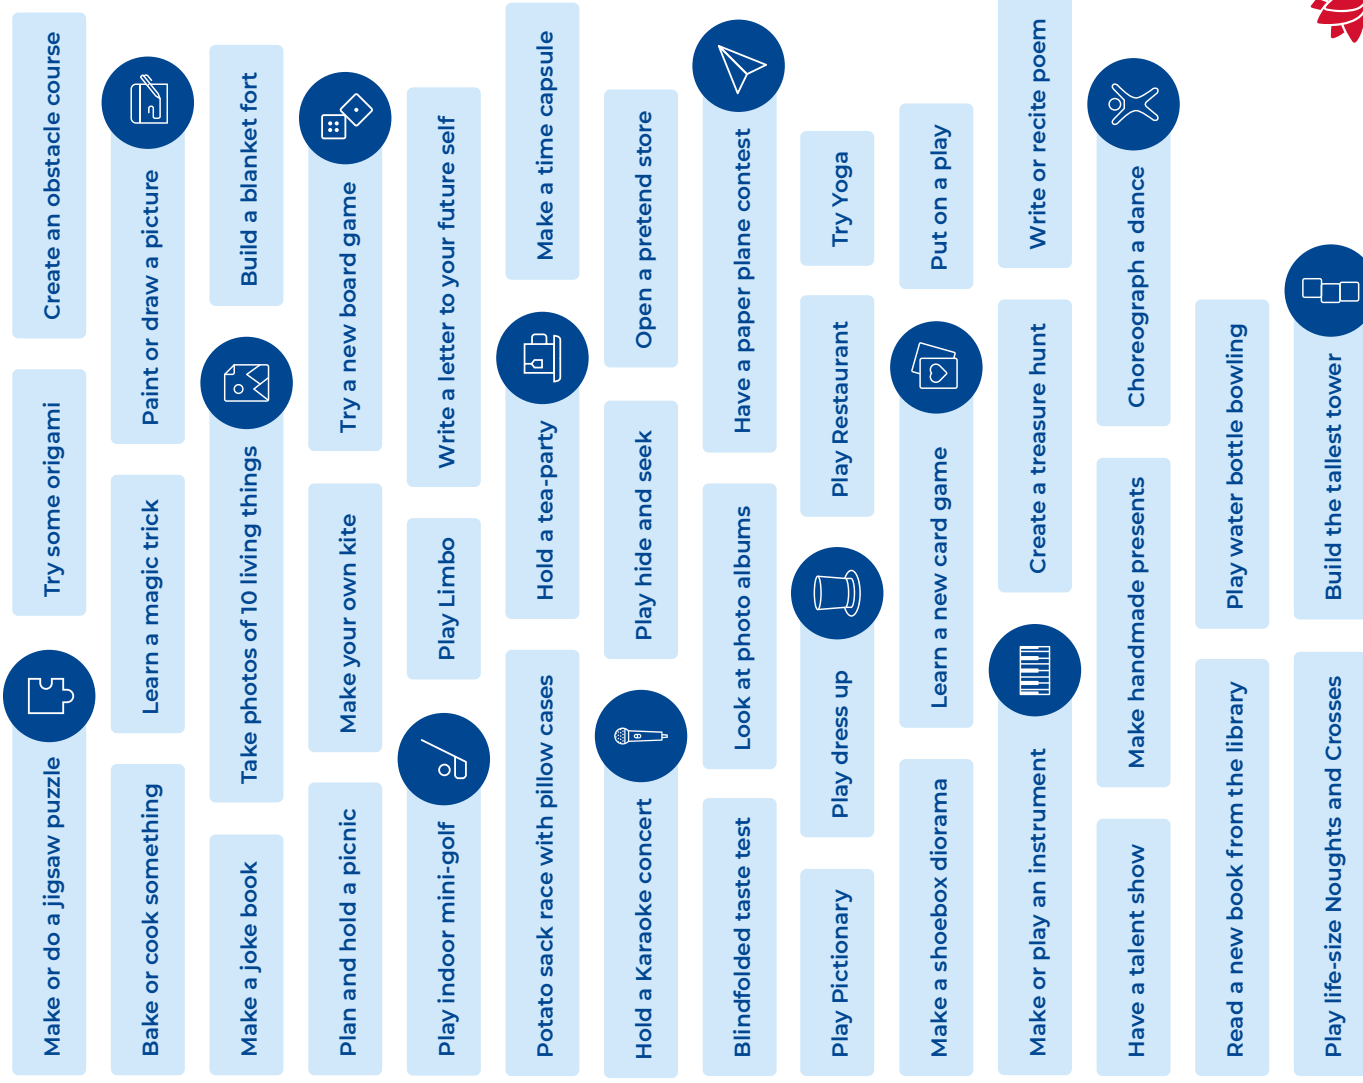 Make or do a jigsaw puzzle
Try some origami
Create an obstacle course
Bake or cook something
Learn a magic trick
Paint or draw a picture
Make a joke book
Take photos of 10 living things
Build a blanket fort
Plan and hold a picnic
Make your own kite
Try a new board game
Play indoor mini-golf
Play Limbo
Write a letter to your future self
Potato sack race with pillow cases
Hold a tea-party
Make a time capsule
Hold a Karaoke concert
Play hide and seek
Open a pretend store
Blindfolded taste test
Look at photo albums
Have a paper plane contest
Play Pictionary
Play dress up
Play Restaurant
Try Yoga
Make a shoebox diorama
Learn a new card game
Put on a play
Make or play an instrument
Create a treasure hunt
Write or recite poem
Have a talent show
Make handmade presents
Choreograph a dance
Read a new book from the library
Play water bottle bowling
Play life-size Noughts and Crosses
Build the tallest tower